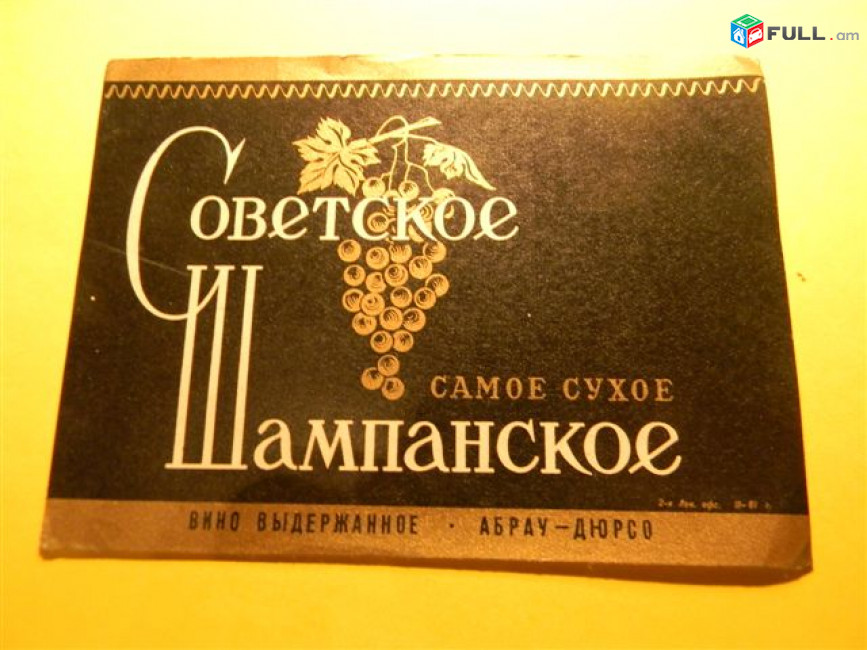 FULL.am
Советское
САМОЕ СУХОЕ
Шампанское
ВИНО ВЫДЕРЖАННОЕ · АБРАУ-ДЮРСО